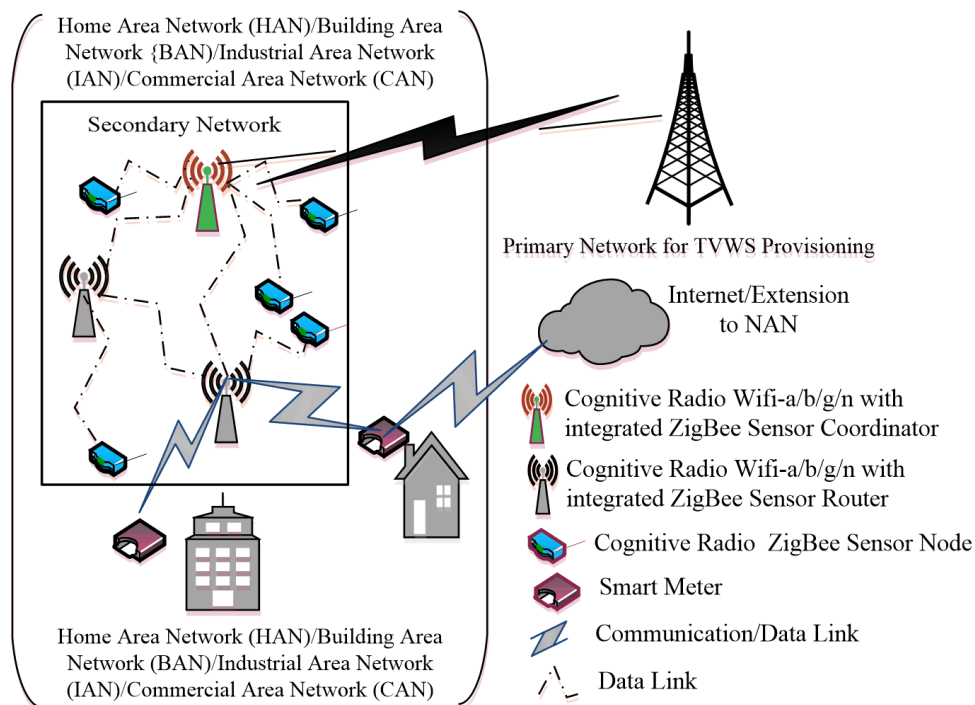 Home Area Network (HAN)/Building Area
Network {BAN)/Industrial Area Network
(IAN)/Commercial Area Network (CAN)
Secondary Network
Primary Network for TVWS Provisioning
Internet/Extension
to NAN
Cognitive Radio Wifi-a/b/g/n with
integrated ZigBee Sensor Coordinator
Cognitive Radio Wifi-a/b/g/n with
integrated ZigBee Sensor Router
Cognitive Radio ZigBee Sensor Node
Smart Meter
Communication/Data Link
Data Link
Home Area Network (HAN)/Building Area
Network (BAN)/Industrial Area Network
(IAN)/Commercial Area Network (CAN)